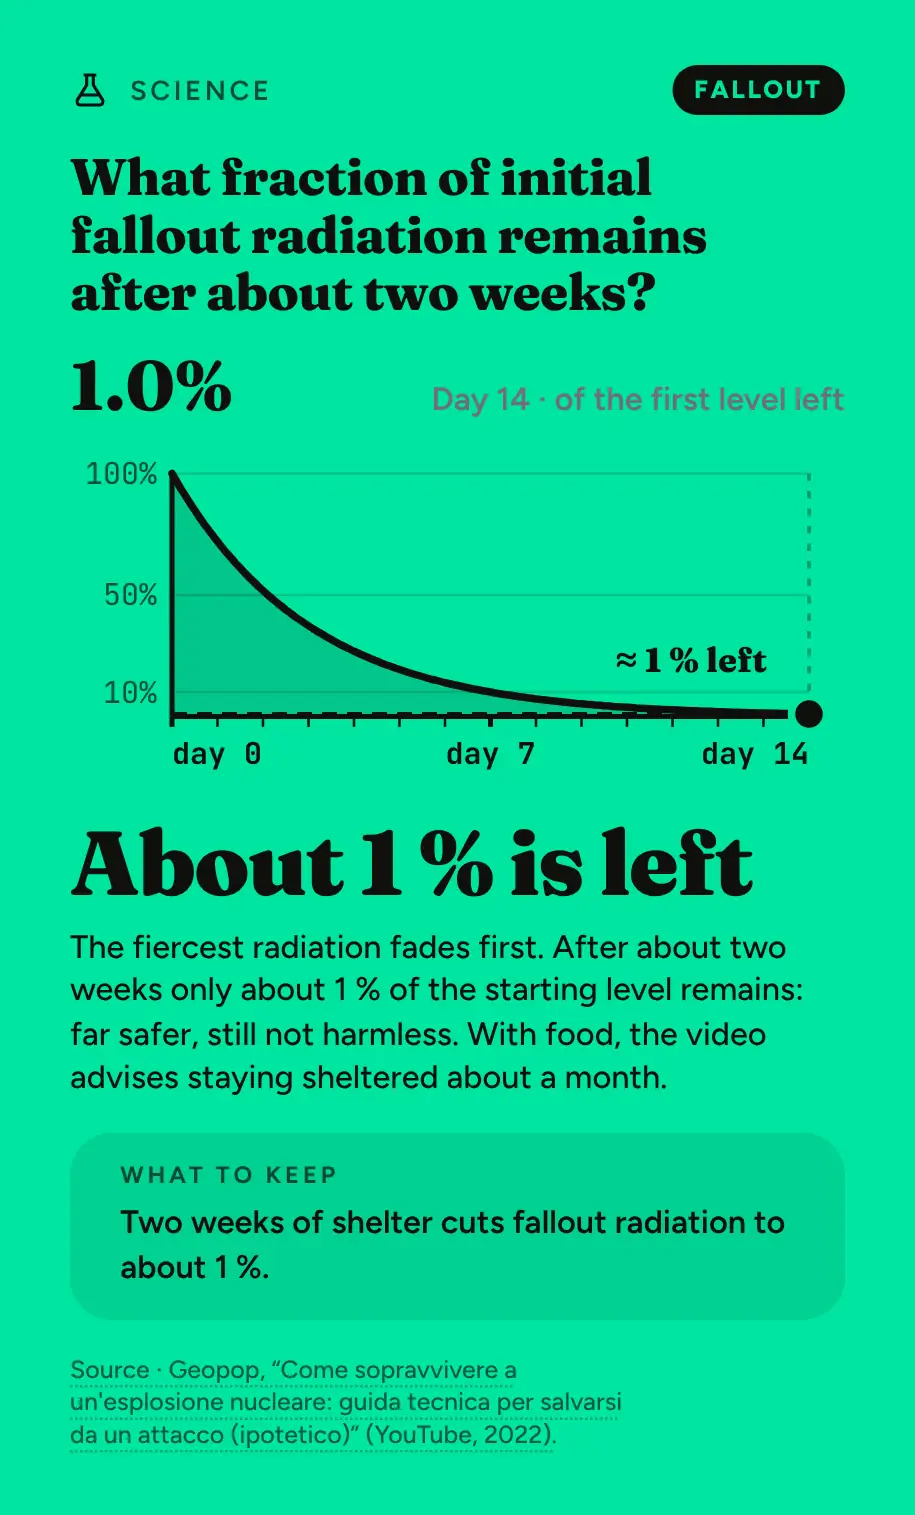 SCIENCE
FALLOUT
What fraction of initial
fallout radiation remains
after about two weeks?
1.0%
Day 14 · of the first level left
100%
50%
10%
≈ 1 % left
day 0
day 7
day 14
About 1 % is left
The fiercest radiation fades first. After about two
weeks only about 1 % of the starting level remains:
far safer, still not harmless. With food, the video
advises staying sheltered about a month.
WHAT TO KEEP
Two weeks of shelter cuts fallout radiation to
about 1 %.
Source · Geopop, “Come sopravvivere a
un'esplosione nucleare: guida tecnica per salvarsi
da un attacco (ipotetico)” (YouTube, 2022).